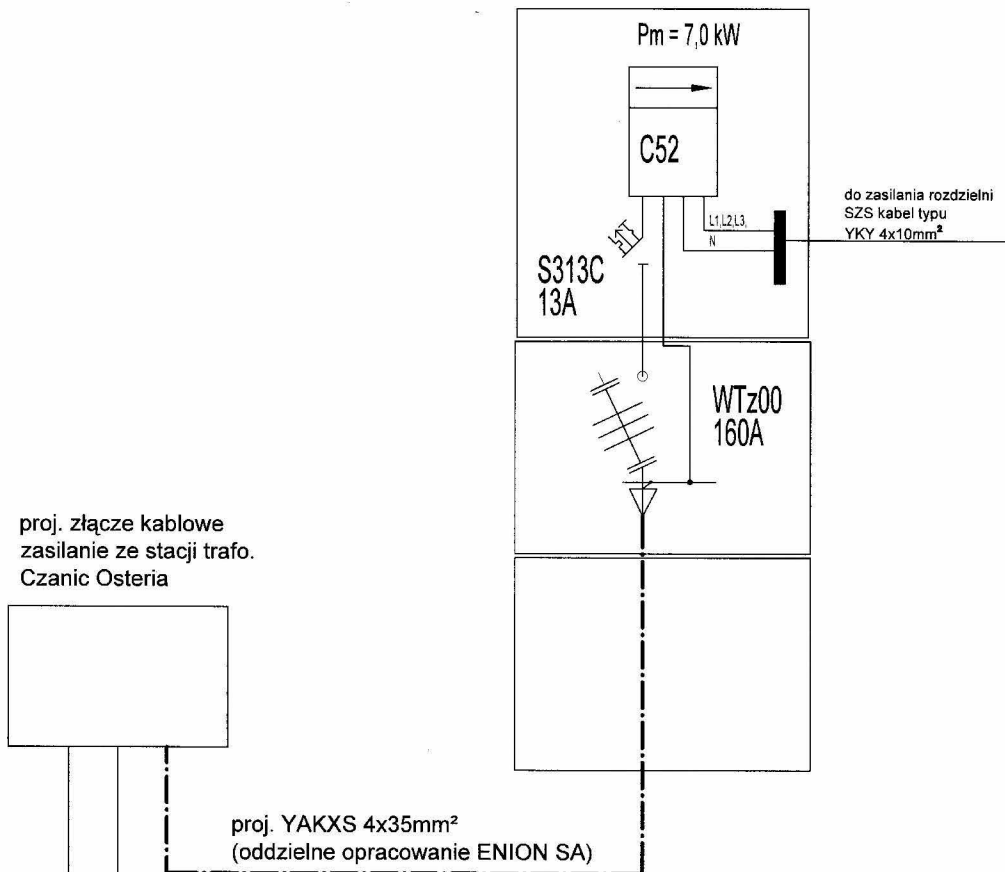 Pm = 7,0 kW
C52
do zasilania rozdzielni
SZS kabel typu
YKY 4x10mm²
L1,L2,L3,
N
S313C
13A
WTz00
160A
proj. złącze kablowe
zasilanie ze stacji trafo.
Czanic Osteria
proj. YAKXS 4x35mm²
(oddzielne opracowanie ENION SA)